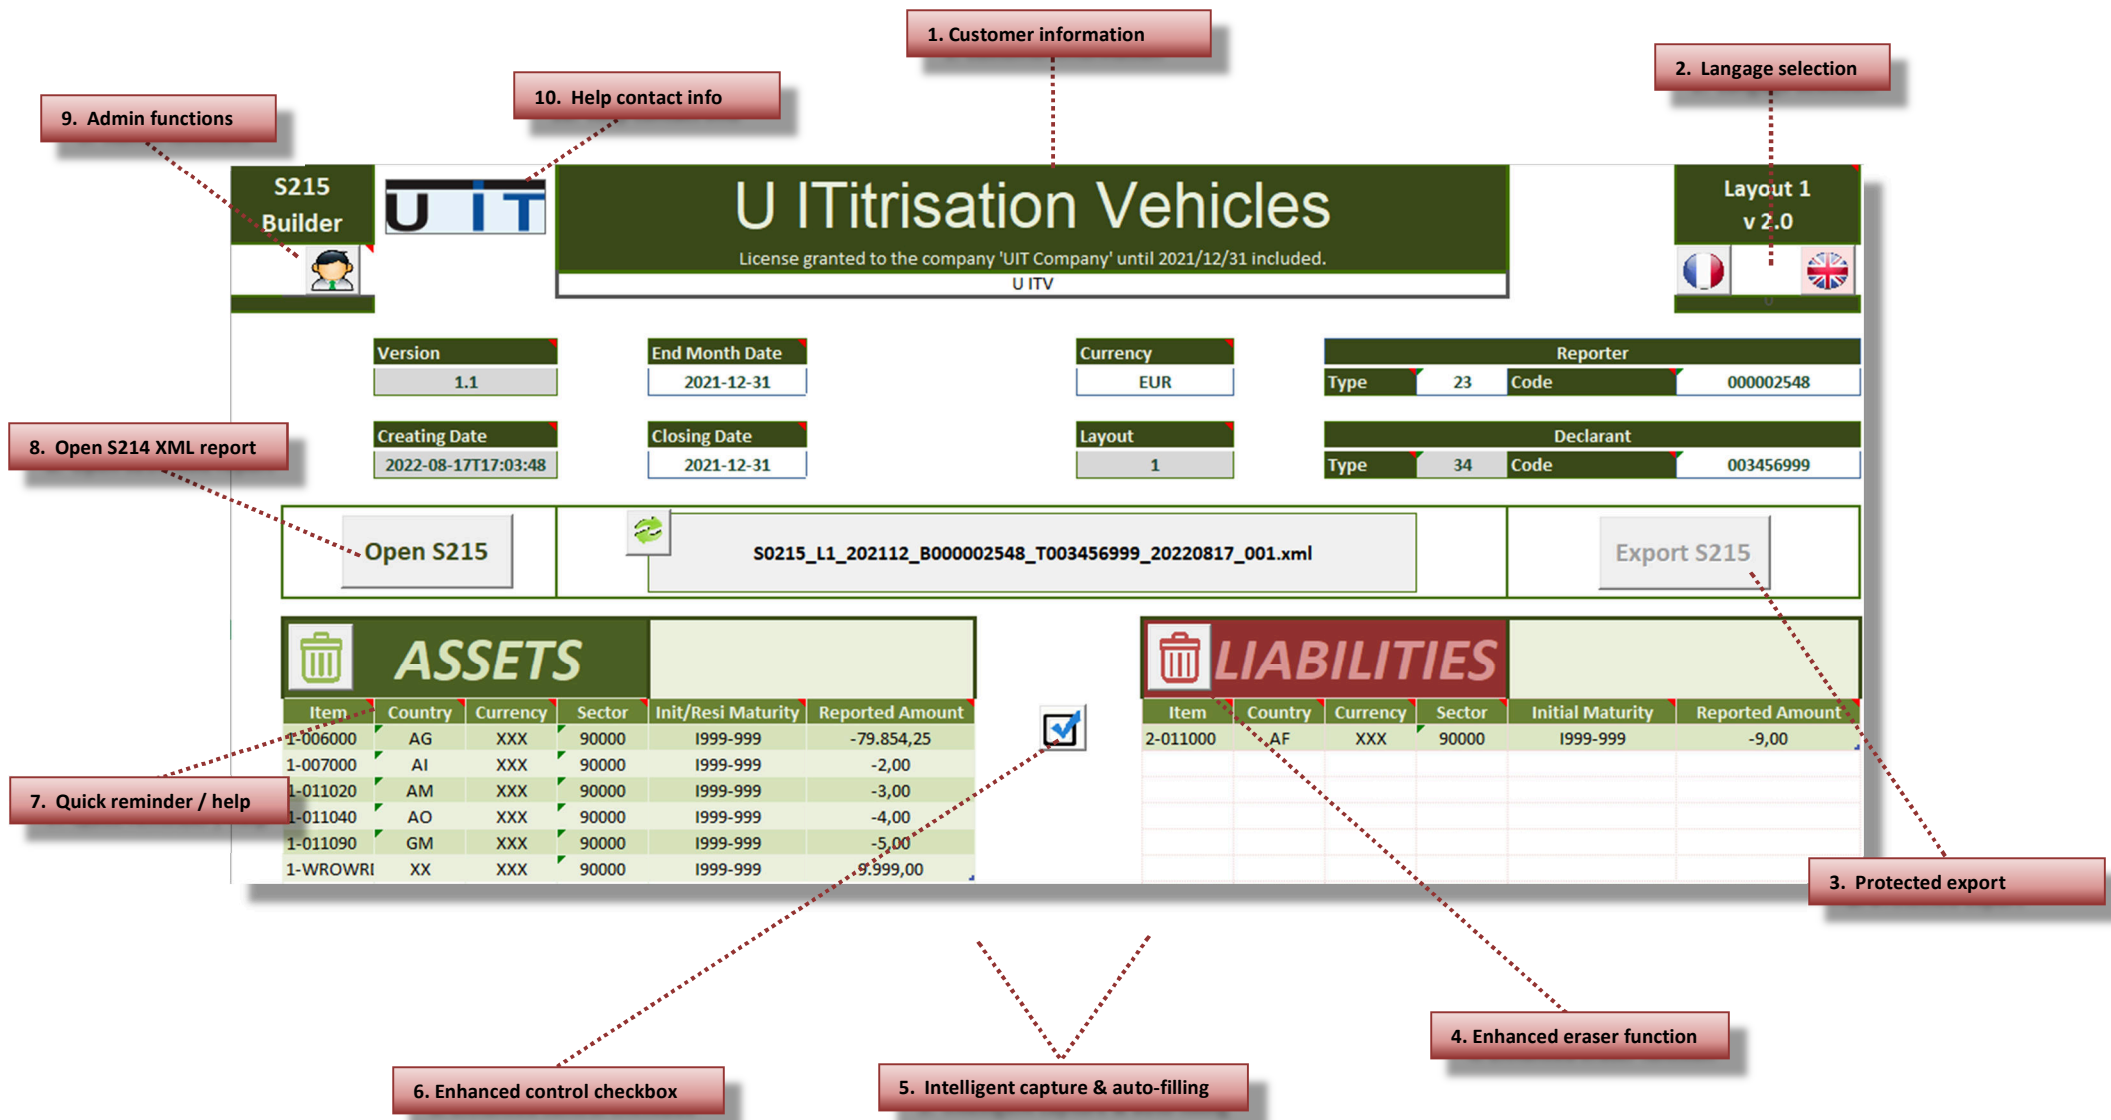 1. Customer information
2. Langage selection
10. Help contact info
9. Admin functions
S215
Builder
U iT
U ITitrisation Vehicles
License granted to the company 'UIT Company' until 2021/12/31 included.
U ITV
Layout 1
v 2.0
U
Version
1.1
End Month Date
2021-12-31
Currency
EUR
Reporter
Type 23 Code 000002548
8. Open S214 XML report
Creating Date
2022-08-17T17:03:48
Closing Date
2021-12-31
Layout
1
Declarant
Type 34 Code 003456999
Open S215
S0215_L1_202112_B000002548_T003456999_20220817_001.xml
Export S215
ASSETS
Item Country Currency Sector Init/Resi Maturity Reported Amount
1-006000 AG XXX 90000 I999-999 -79.854,25
1-007000 AI XXX 90000 I999-999 -2,00
1-011020 AM XXX 90000 I999-999 -3,00
1-011040 AO XXX 90000 I999-999 -4,00
1-011090 GM XXX 90000 I999-999 -5,00
1-WROWRI XX XXX 90000 I999-999 9.999,00
LIABILITIES
Item Country Currency Sector Initial Maturity Reported Amount
2-011000 AF XXX 90000 I999-999 -9,00
7. Quick reminder / help
3. Protected export
4. Enhanced eraser function
6. Enhanced control checkbox
5. Intelligent capture & auto-filling